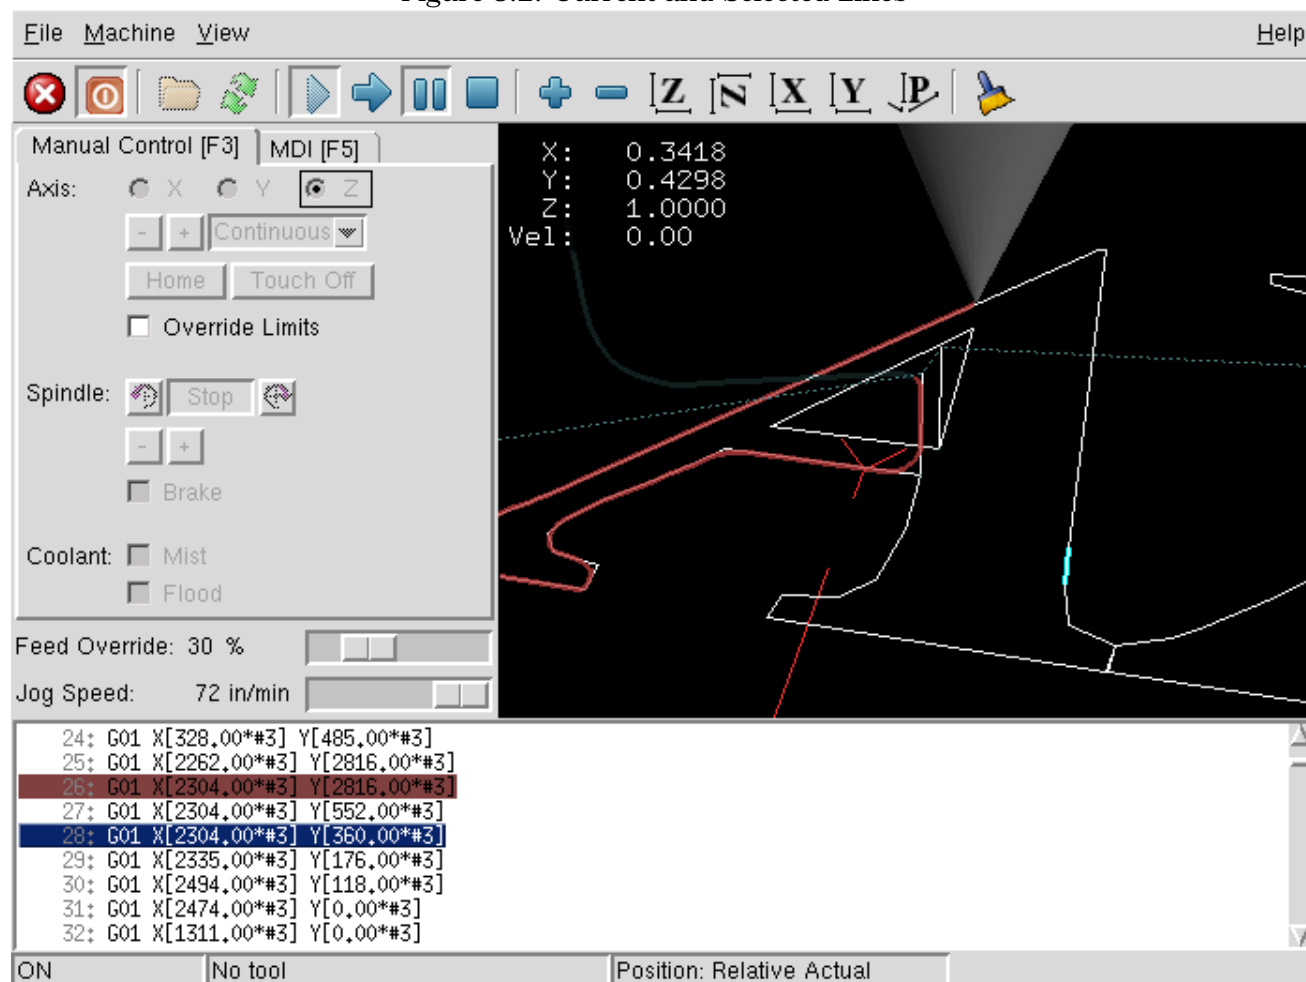 File Machine View Help
Z N X Y P
Manual Control [F3] MDI [F5]
Axis: X Y Z
- + Continuous
Home Touch Off
Override Limits
Spindle: Stop
- +
Brake
Coolant: Mist
Flood
Feed Override: 30 %
Jog Speed: 72 in/min
X: 0.3418
Y: 0.4298
Z: 1.0000
Vel: 0.00
24: G01 X[328.00*#3] Y[485.00*#3]
25: G01 X[2262.00*#3] Y[2816.00*#3]
26: G01 X[2304.00*#3] Y[2816.00*#3]
27: G01 X[2304.00*#3] Y[552.00*#3]
28: G01 X[2304.00*#3] Y[360.00*#3]
29: G01 X[2335.00*#3] Y[176.00*#3]
30: G01 X[2494.00*#3] Y[118.00*#3]
31: G01 X[2474.00*#3] Y[0.00*#3]
32: G01 X[1311.00*#3] Y[0.00*#3]
ON No tool Position: Relative Actual